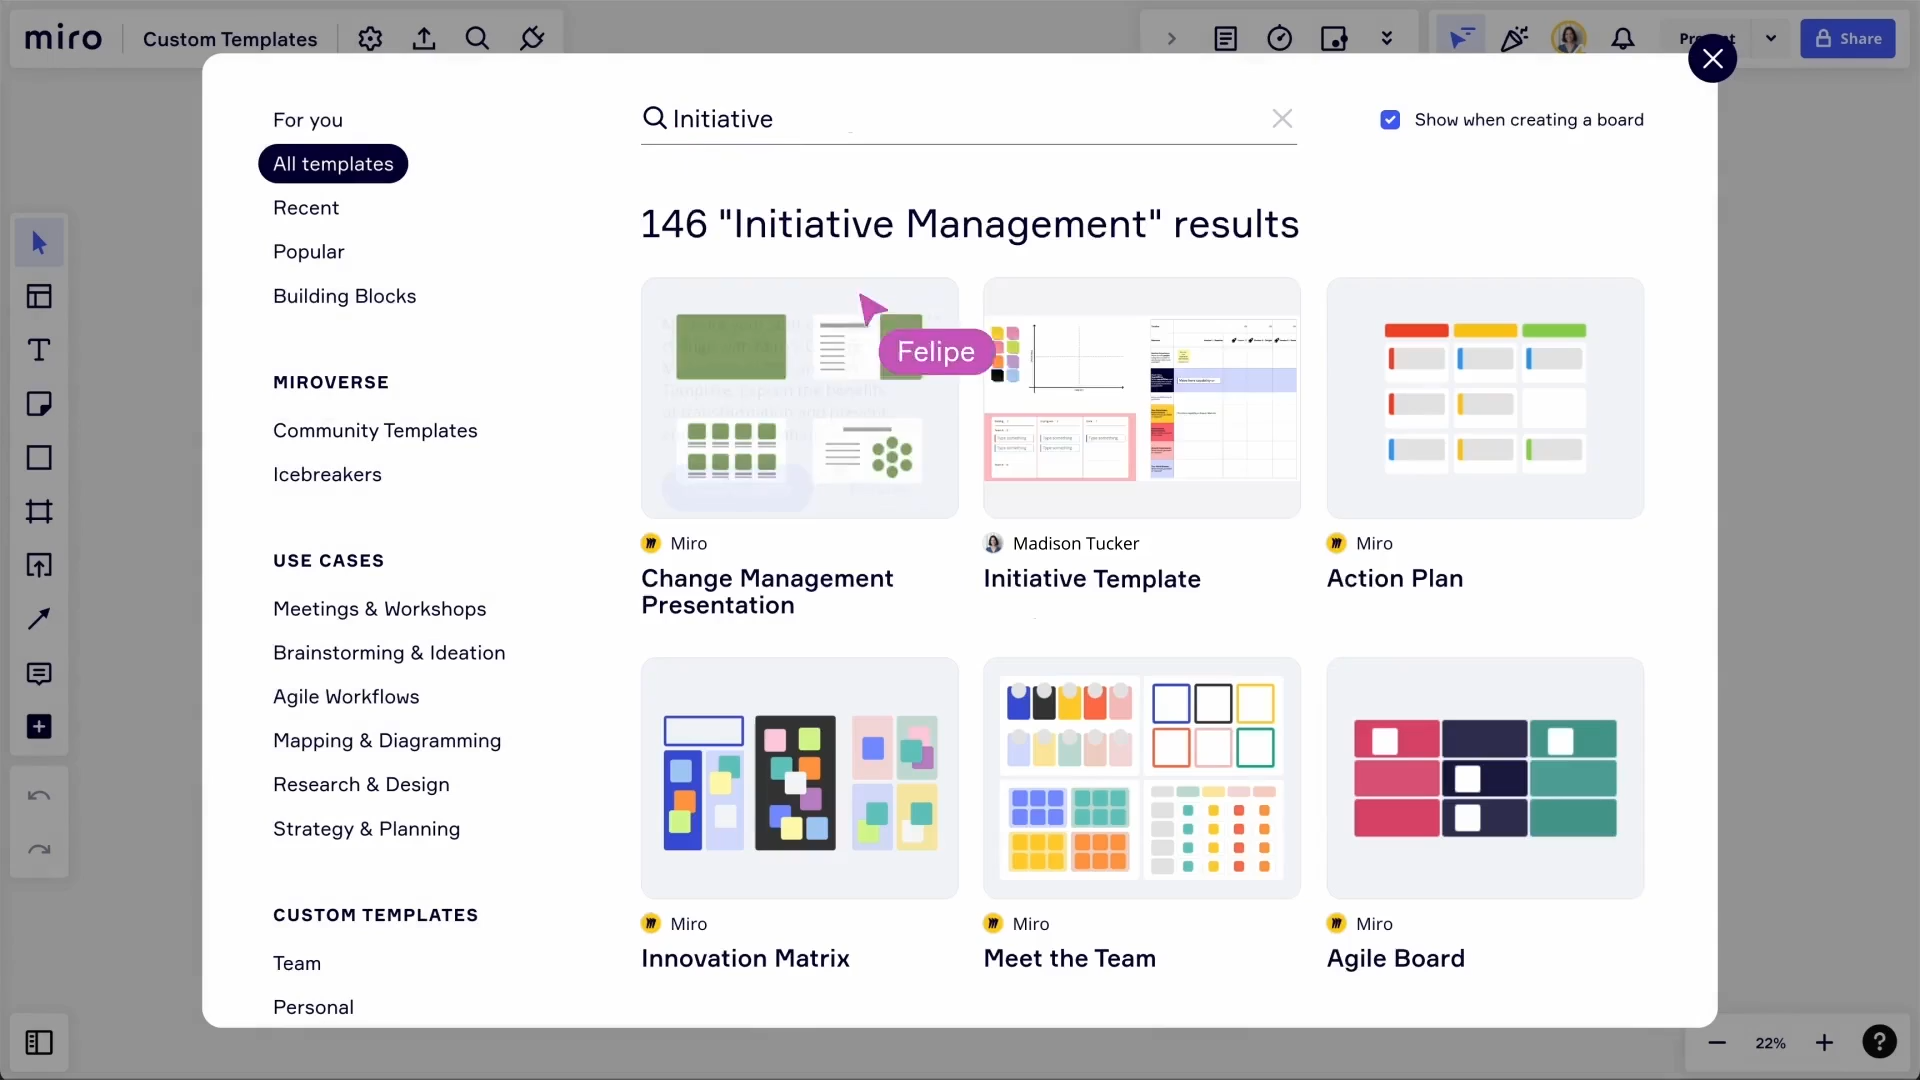 miro
Custom Templates
Share
For you
All templates
Recent
Popular
Building Blocks
MIROVERSE
Community Templates
Icebreakers
USE CASES
Meetings & Workshops
Brainstorming & Ideation
Agile Workflows
Mapping & Diagramming
Research & Design
Strategy & Planning
CUSTOM TEMPLATES
Team
Personal
Initiative
Show when creating a board
146 "Initiative Management" results
Felipe
Miro
Change Management
Presentation
Madison Tucker
Initiative Template
Miro
Action Plan
Miro
Innovation Matrix
Miro
Meet the Team
Miro
Agile Board
22%
?